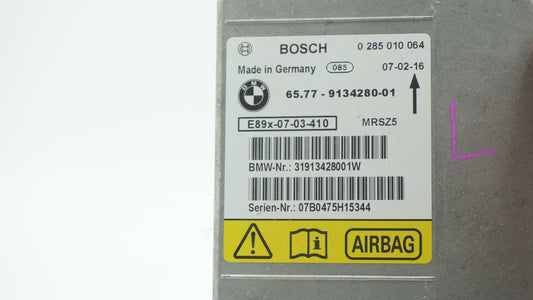 BOSCH 0 285 010 064
Made in Germany 085 07-02-16
BMW
65.77 - 9134280-01
E89x-07-03-410 MRSZ5
BMW-Nr.: 31913428001W
Serien-Nr.: 07B0475H15344
i AIRBAG
L